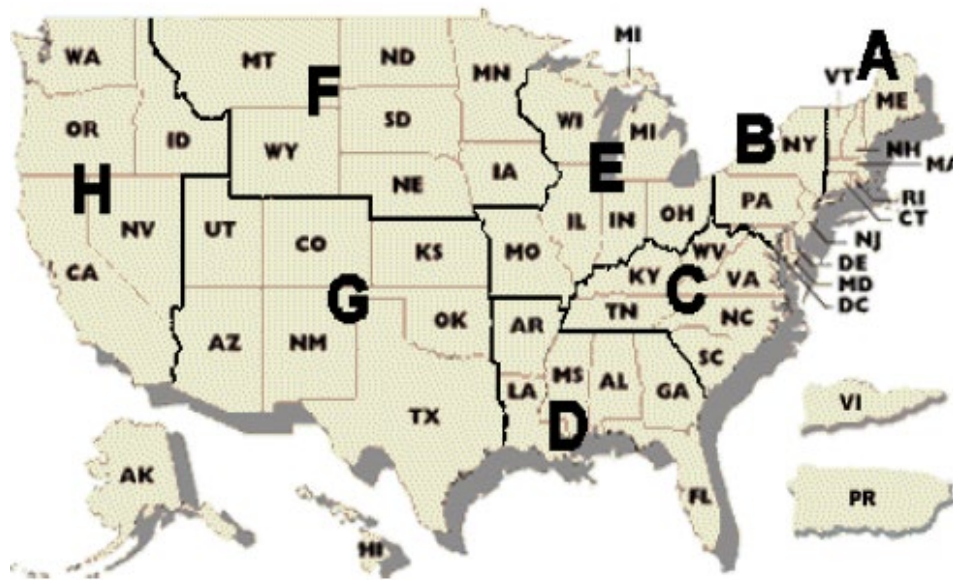 MI
A
WA
MT
ND
MN
VT
ME
F
OR
ID
SD
WI
MI
B
NY
NH
MA
WY
E
IA
H
NE
PA
RI
CT
NV
UT
CO
KS
MO
IL
IN
OH
WV
NJ
DE
MD
DC
CA
KY
C
VA
G
TN
NC
AZ
NM
OK
AR
SC
MS
AL
GA
LA
TX
D
VI
AK
FL
PR
HI